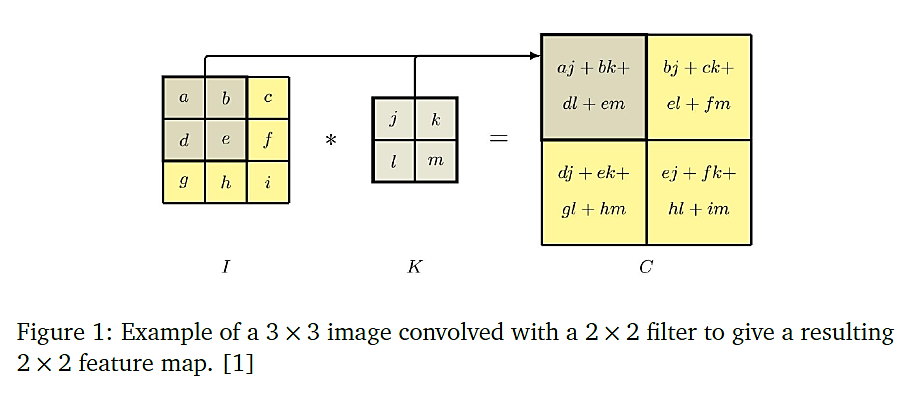 a b c
d e f
g h i
*
j k
l m
=
aj + bk+
dl + em
bj + ck+
el + fm
dj + ek+
gl + hm
ej + fk+
hl + im
I
K
C
Figure 1: Example of a 3 × 3 image convolved with a 2 × 2 filter to give a resulting
2 × 2 feature map. [1]